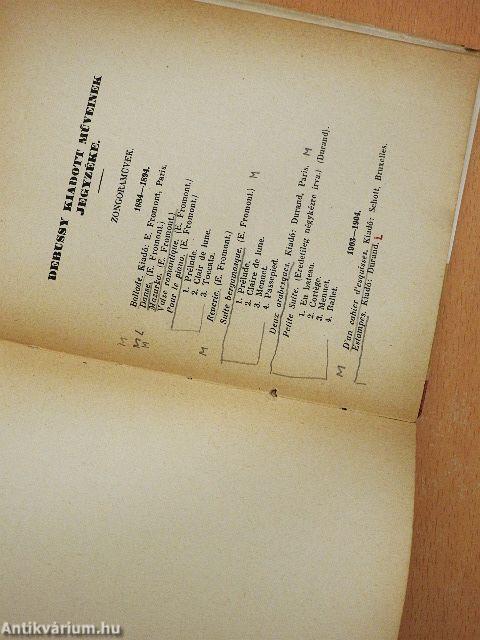 DEBUSSY KIADOTT MŰVEINEK
JEGYZÉKE.
ZONGORAMŰVEK.
1884—1894.
M Ballade. Kiadó: E. Fromont, Paris.
M L Danse. (E. Fromont.)
M Mazurka. (E. Fromont.)
Valse romantique. (E. Fromont.)
Pour le piano. (E. Fromont.)
1. Prélude.
2. Clair de lune.
3. Toccata.
M Reverie. (E. Fromont.)
Suite bergamasque. (E. Fromont.) M
1. Prélude.
2. Claire de lune.
3. Menuet.
4. Passepied.
Deux arabesques. Kiadó: Durand, Paris. M
Petite Suite. (Eredetileg négykézre írva.) (Durand).
1. En bateau.
2. Cortège.
3. Menuet.
4. Ballet.
1903—1904.
M D'un cahier d'esquisses. Kiadó: Schott, Bruxelles.
Estampes. Kiadó: Durand.
Antikvárium.hu